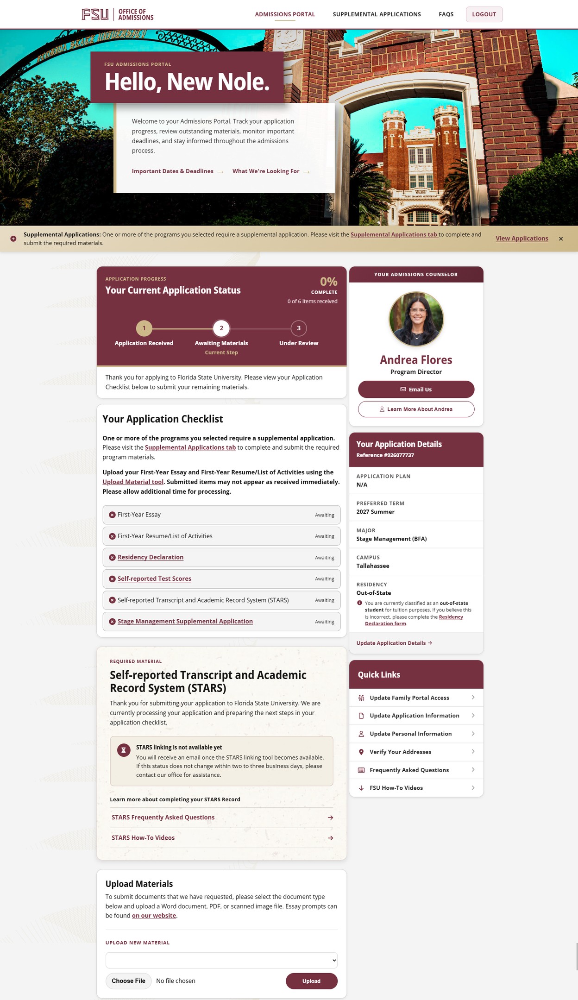 FSU
OFFICE OF
ADMISSIONS
ADMISSIONS PORTAL
SUPPLEMENTAL APPLICATIONS
FAQS
LOGOUT
FLORIDA STATE UNIVERSITY
FSU ADMISSIONS PORTAL
Hello, New Nole.
Welcome to your Admissions Portal. Track your application
progress, review outstanding materials, monitor important
deadlines, and stay informed throughout the admissions
process.
Important Dates & Deadlines →
What We're Looking For →
WESTCOTT
BUILDING
RUBY DIAMOND AUDITORIUM
Supplemental Applications: One or more of the programs you selected require a supplemental application. Please visit the Supplemental Applications tab to complete and
submit the required materials.
View Applications
APPLICATION PROGRESS
Your Current Application Status
0%
COMPLETE
0 of 6 items received
1
2
3
Application Received
Awaiting Materials
Under Review
Current Step
Thank you for applying to Florida State University. Please view your Application
Checklist below to submit your remaining materials.
Your Application Checklist
One or more of the programs you selected require a supplemental application.
Please visit the Supplemental Applications tab to complete and submit the required
program materials.
Upload your First-Year Essay and First-Year Resume/List of Activities using the
Upload Material tool. Submitted items may not appear as received immediately.
Please allow additional time for processing.
First-Year Essay
Awaiting
First-Year Resume/List of Activities
Awaiting
Residency Declaration
Awaiting
Self-reported Test Scores
Awaiting
Self-reported Transcript and Academic Record System (STARS)
Awaiting
Stage Management Supplemental Application
Awaiting
REQUIRED MATERIAL
Self-reported Transcript and Academic
Record System (STARS)
Thank you for submitting your application to Florida State University. We are
currently processing your application and preparing the next steps in your
application checklist.
STARS linking is not available yet
You will receive an email once the STARS linking tool becomes available.
If this status does not change within two to three business days, please
contact our office for assistance.
Learn more about completing your STARS Record
STARS Frequently Asked Questions →
STARS How-To Videos →
Upload Materials
To submit documents that we have requested, please select the document type
below and upload a Word document, PDF, or scanned image file. Essay prompts can
be found on our website.
UPLOAD NEW MATERIAL
Choose File
No file chosen
Upload
YOUR ADMISSIONS COUNSELOR
Andrea Flores
Program Director
Email Us
Learn More About Andrea
Your Application Details
Reference #926077737
APPLICATION PLAN
N/A
PREFERRED TERM
2027 Summer
MAJOR
Stage Management (BFA)
CAMPUS
Tallahassee
RESIDENCY
Out-of-State
You are currently classified as an out-of-state
student for tuition purposes. If you believe this
is incorrect, please complete the Residency
Declaration form.
Update Application Details →
Quick Links
Update Family Portal Access
Update Application Information
Update Personal Information
Verify Your Addresses
Frequently Asked Questions
FSU How-To Videos